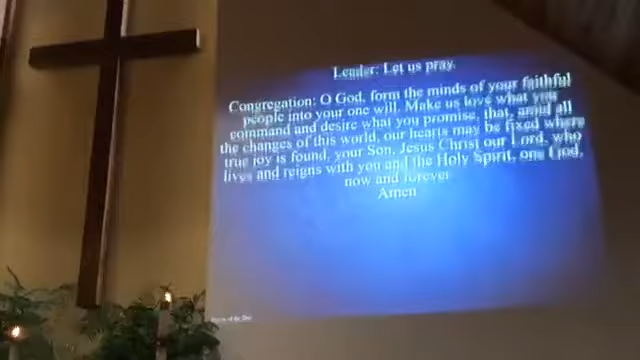 Leader: Let us pray.
Congregation: O God, form the minds of your faithful
people into your one will. Make us love what you
command and desire what you promise, that, amid all
the changes of this world, our hearts may be fixed where
true joy is found, your Son, Jesus Christ our Lord, who
lives and reigns with you and the Holy Spirit, one God,
now and forever
Amen
of the Day